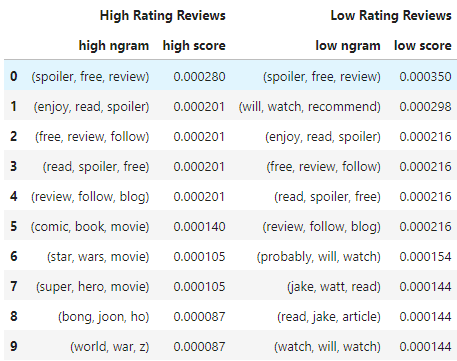 High Rating Reviews Low Rating Reviews
high ngram high score low ngram low score
0 (spoiler, free, review) 0.000280 (spoiler, free, review) 0.000350
1 (enjoy, read, spoiler) 0.000201 (will, watch, recommend) 0.000298
2 (free, review, follow) 0.000201 (enjoy, read, spoiler) 0.000216
3 (read, spoiler, free) 0.000201 (free, review, follow) 0.000216
4 (review, follow, blog) 0.000201 (read, spoiler, free) 0.000216
5 (comic, book, movie) 0.000140 (review, follow, blog) 0.000216
6 (star, wars, movie) 0.000105 (probably, will, watch) 0.000154
7 (super, hero, movie) 0.000105 (jake, watt, read) 0.000144
8 (bong, joon, ho) 0.000087 (read, jake, article) 0.000144
9 (world, war, z) 0.000087 (watch, will, watch) 0.000144